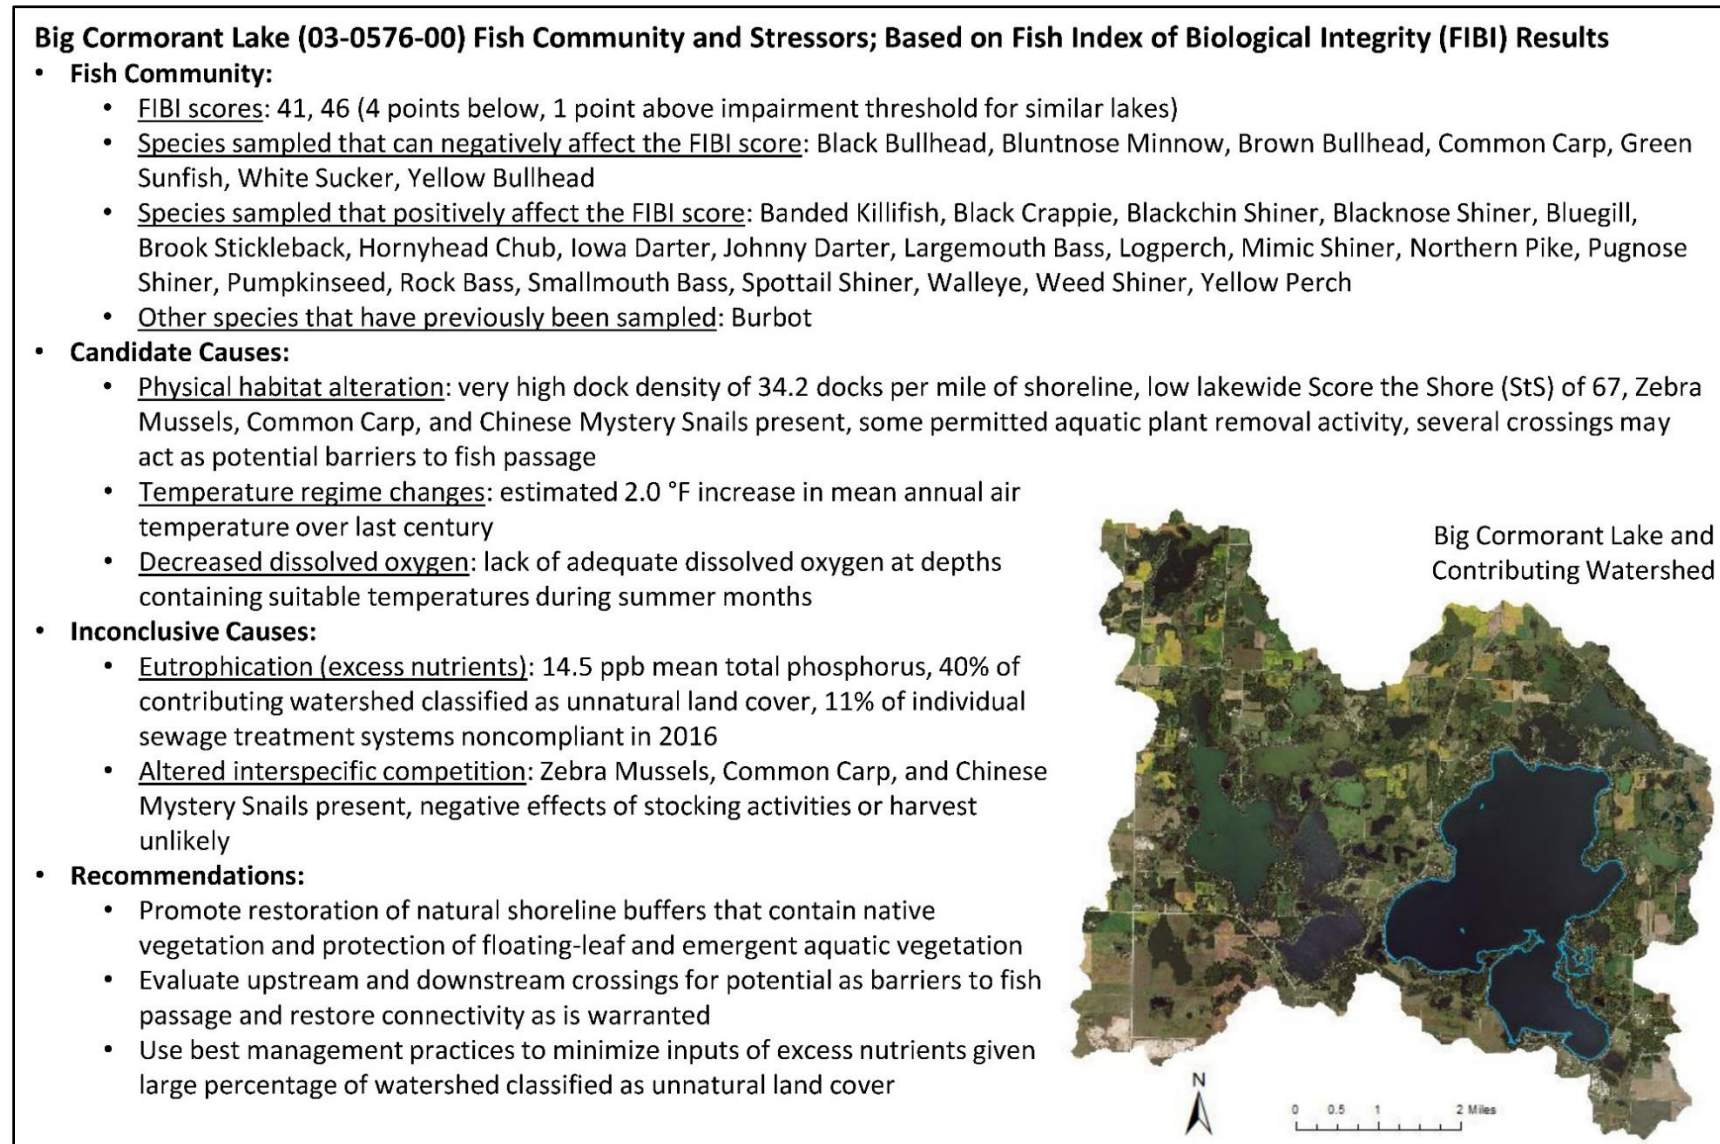 Big Cormorant Lake (03-0576-00) Fish Community and Stressors; Based on Fish Index of Biological Integrity (FIBI) Results
• Fish Community:
• FIBI scores: 41, 46 (4 points below, 1 point above impairment threshold for similar lakes)
• Species sampled that can negatively affect the FIBI score: Black Bullhead, Bluntnose Minnow, Brown Bullhead, Common Carp, Green
Sunfish, White Sucker, Yellow Bullhead
• Species sampled that positively affect the FIBI score: Banded Killifish, Black Crappie, Blackchin Shiner, Blacknose Shiner, Bluegill,
Brook Stickleback, Hornyhead Chub, Iowa Darter, Johnny Darter, Largemouth Bass, Logperch, Mimic Shiner, Northern Pike, Pugnose
Shiner, Pumpkinseed, Rock Bass, Smallmouth Bass, Spottail Shiner, Walleye, Weed Shiner, Yellow Perch
• Other species that have previously been sampled: Burbot
• Candidate Causes:
• Physical habitat alteration: very high dock density of 34.2 docks per mile of shoreline, low lakewide Score the Shore (StS) of 67, Zebra
Mussels, Common Carp, and Chinese Mystery Snails present, some permitted aquatic plant removal activity, several crossings may
act as potential barriers to fish passage
• Temperature regime changes: estimated 2.0 °F increase in mean annual air
temperature over last century
• Decreased dissolved oxygen: lack of adequate dissolved oxygen at depths
containing suitable temperatures during summer months
• Inconclusive Causes:
• Eutrophication (excess nutrients): 14.5 ppb mean total phosphorus, 40% of
contributing watershed classified as unnatural land cover, 11% of individual
sewage treatment systems noncompliant in 2016
• Altered interspecific competition: Zebra Mussels, Common Carp, and Chinese
Mystery Snails present, negative effects of stocking activities or harvest
unlikely
• Recommendations:
• Promote restoration of natural shoreline buffers that contain native
vegetation and protection of floating-leaf and emergent aquatic vegetation
• Evaluate upstream and downstream crossings for potential as barriers to fish
passage and restore connectivity as is warranted
• Use best management practices to minimize inputs of excess nutrients given
large percentage of watershed classified as unnatural land cover
Big Cormorant Lake and
Contributing Watershed
N
0 0.5 1 2 Miles